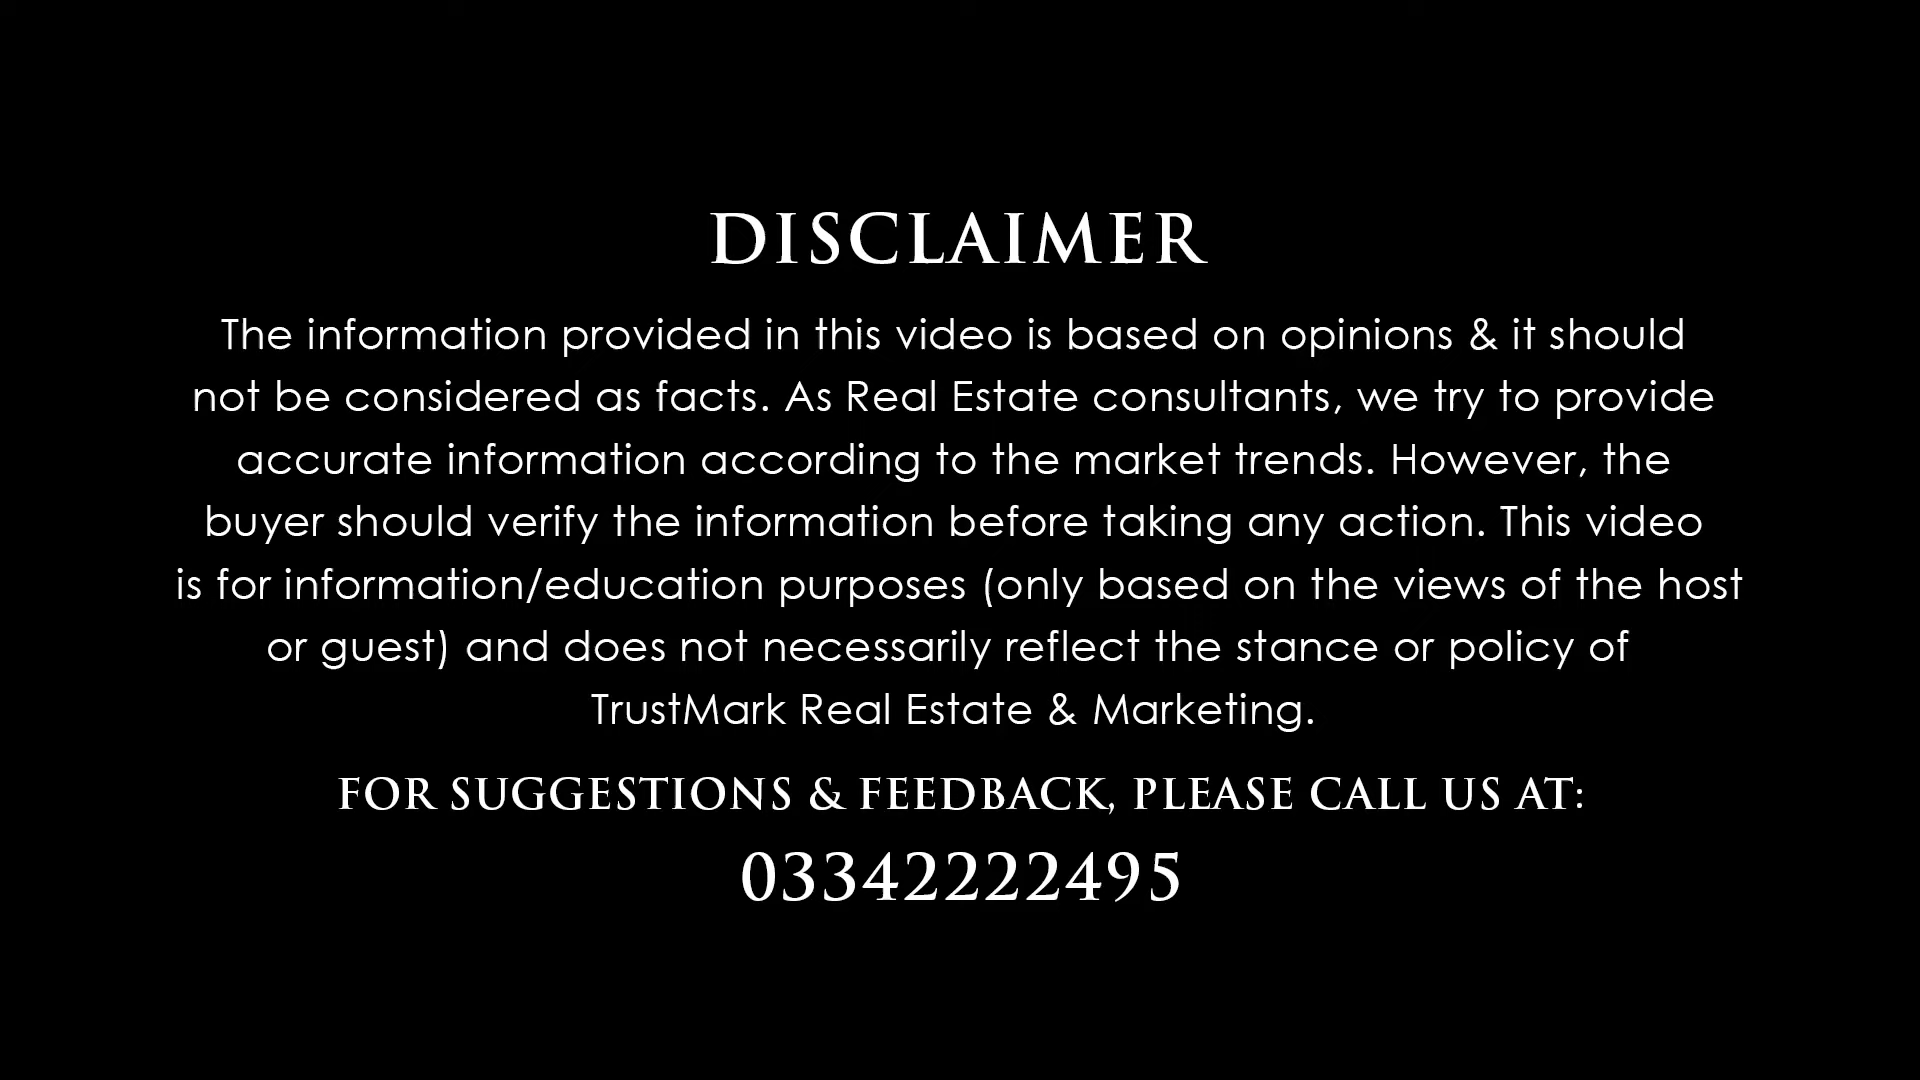 DISCLAIMER
The information provided in this video is based on opinions & it should
not be considered as facts. As Real Estate consultants, we try to provide
accurate information according to the market trends. However, the
buyer should verify the information before taking any action. This video
is for information/education purposes (only based on the views of the host
or guest) and does not necessarily reflect the stance or policy of
TrustMark Real Estate & Marketing.
FOR SUGGESTIONS & FEEDBACK, PLEASE CALL US AT:
03342222495